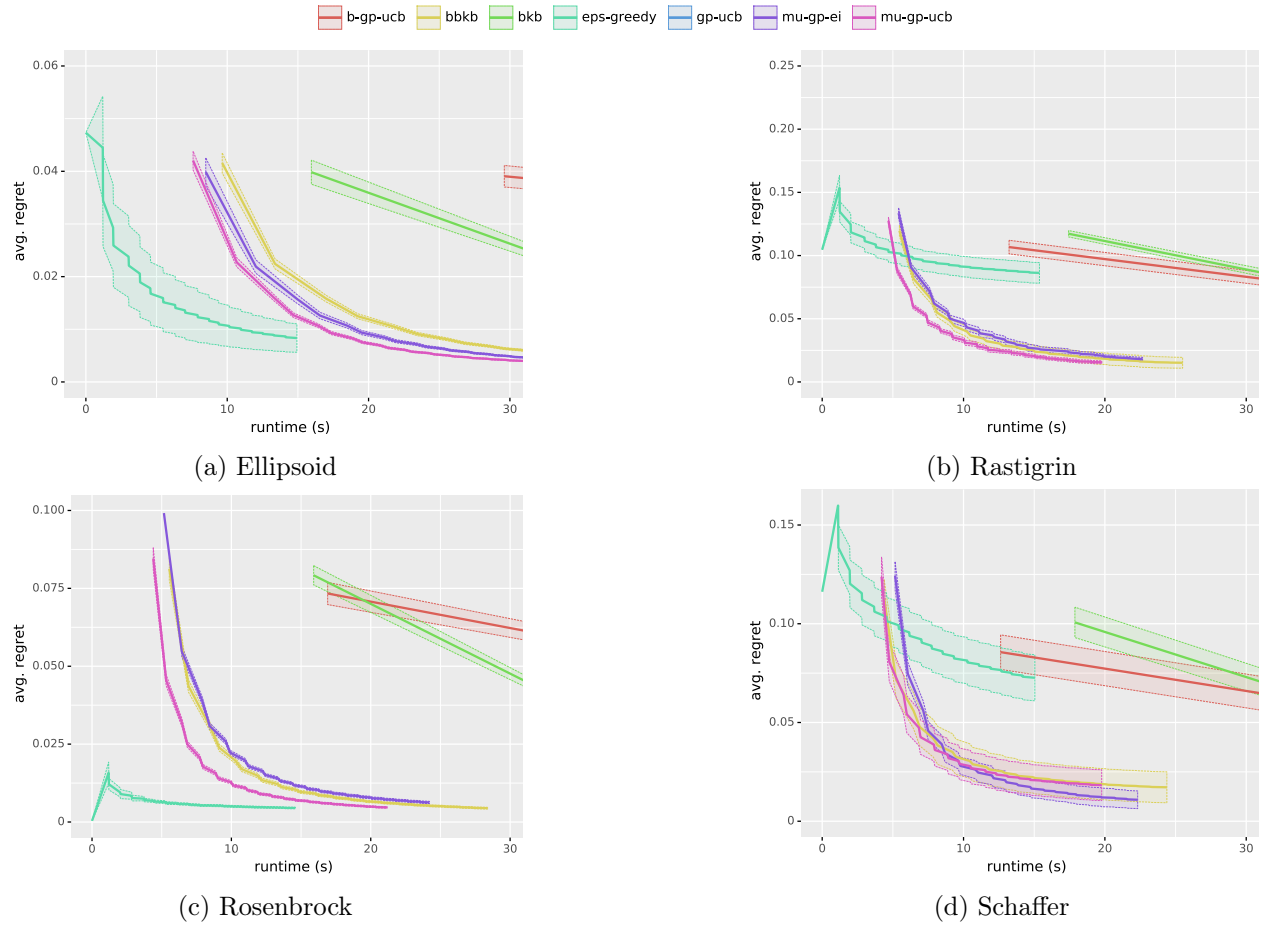 b-gp-ucb bbkb bkb eps-greedy gp-ucb mu-gp-ei mu-gp-ucb
0.06
0.04
0.02
0
avg. regret
0 10 20 30
runtime (s)
(a) Ellipsoid
0.25
0.20
0.15
0.10
0.05
0
avg. regret
0 10 20 30
runtime (s)
(b) Rastigrin
0.100
0.075
0.050
0.025
0
avg. regret
0 10 20 30
runtime (s)
(c) Rosenbrock
0.15
0.10
0.05
0
avg. regret
0 10 20 30
runtime (s)
(d) Schaffer